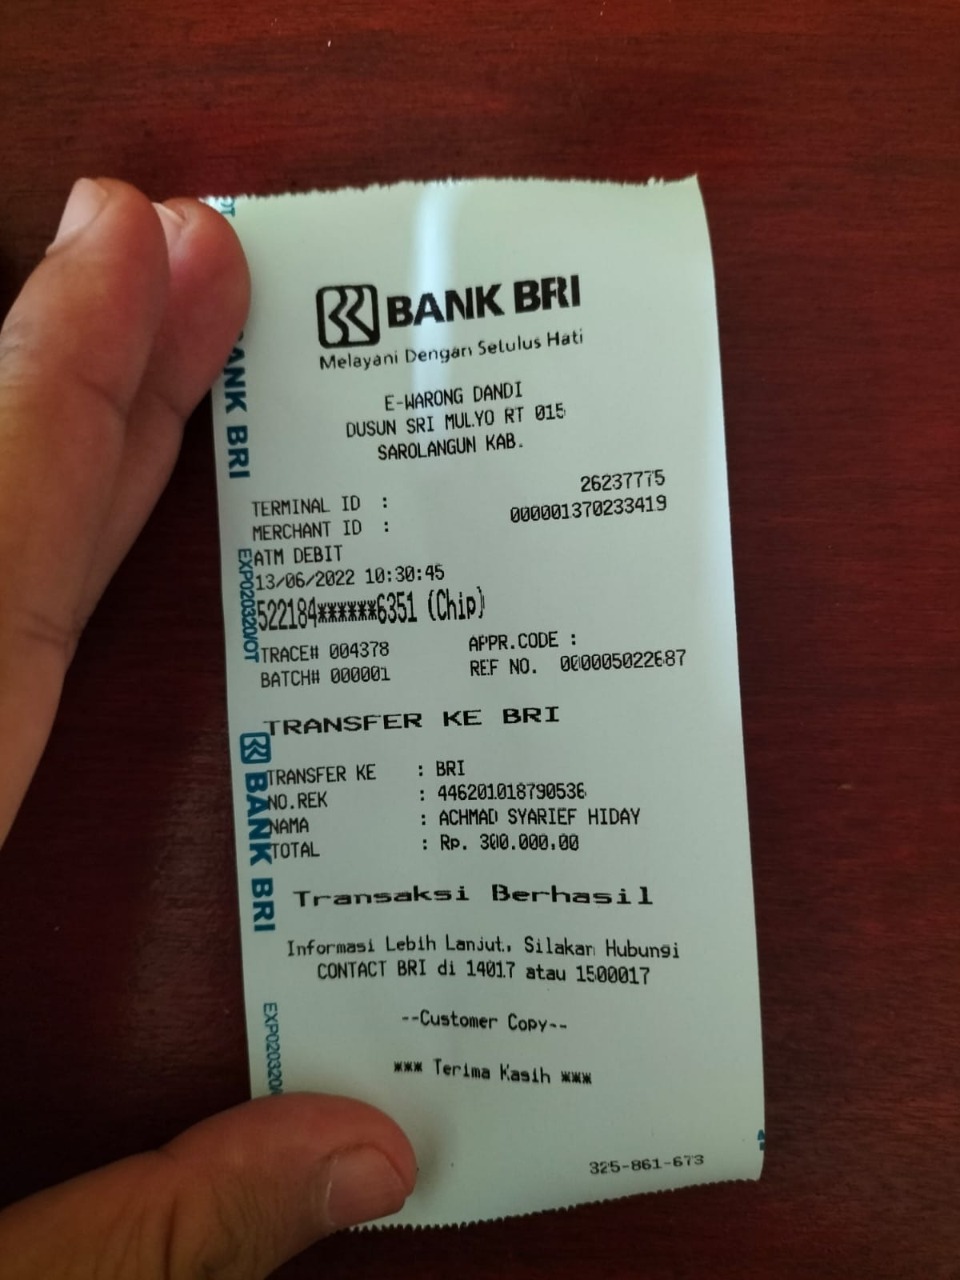 BANK BRI
Melayani Dengan Setulus Hati
E-WARONG DANDI
DUSUN SRI MULYO RT 015
SAROLANGUN KAB.
TERMINAL ID : 26237775
MERCHANT ID : 000001370233419
ATM DEBIT
13/06/2022 10:30:45
522184******6351 (Chip)
TRACE# 004378 APPR.CODE :
BATCH# 000001 REF NO. 000005022687
TRANSFER KE BRI
TRANSFER KE : BRI
NO.REK : 446201018790536
NAMA : ACHMAD SYARIEF HIDAY
TOTAL : Rp. 300.000,00
Transaksi Berhasil
Informasi Lebih Lanjut, Silakan Hubungi
CONTACT BRI di 14017 atau 1500017
--Customer Copy--
*** Terima Kasih ***
325-861-673
ANK BRI
EXP020320/OT
BANK BRI
EXP020320/